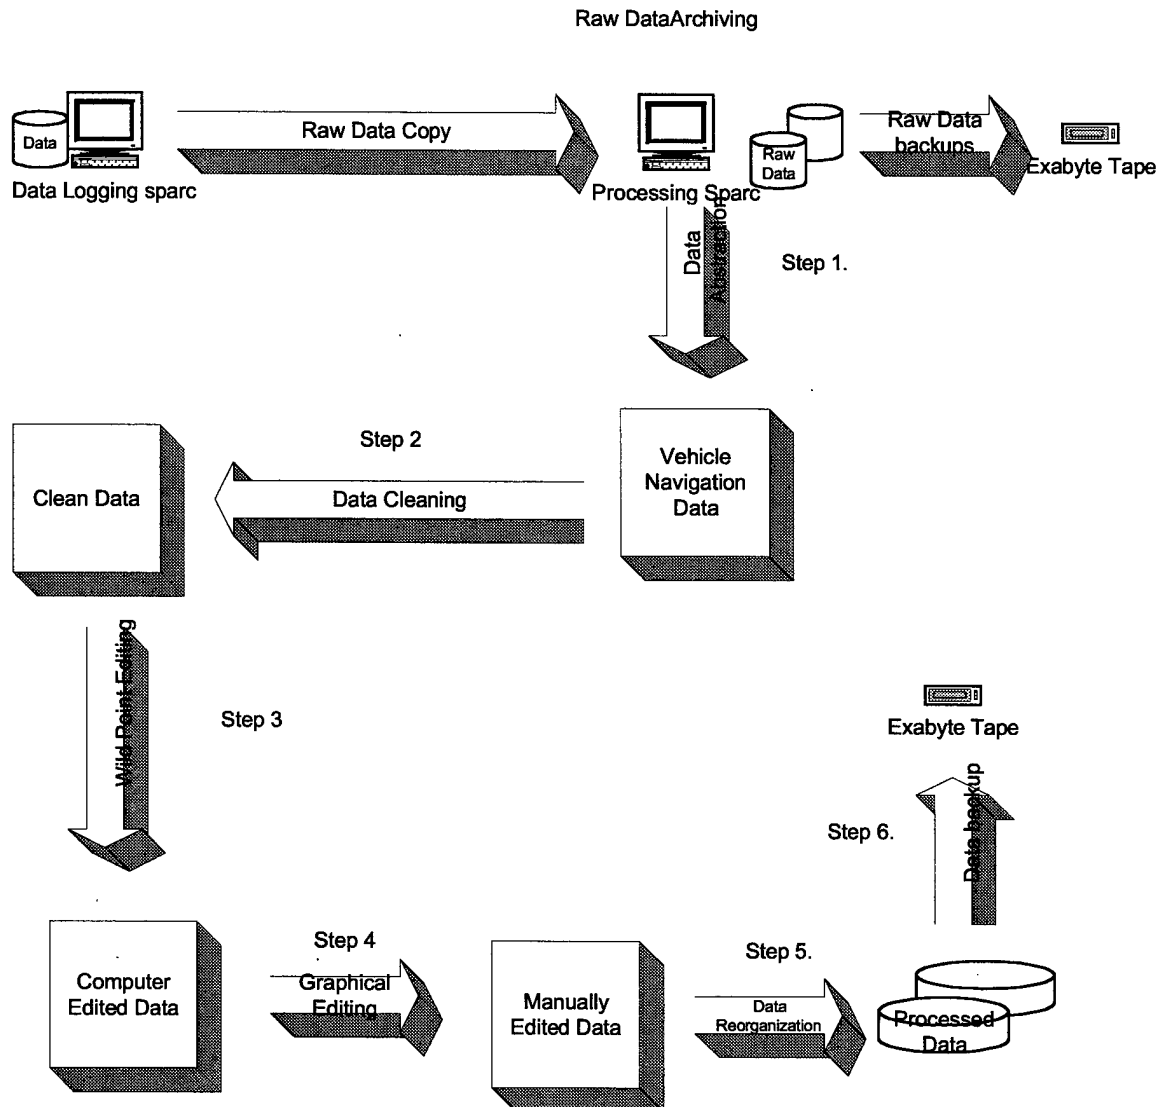 Raw DataArchiving
Data
Data Logging sparc
Raw Data Copy
Processing Sparc
Raw
Data
Raw Data
backups
Exabyte Tape
Data
Abstraction
Step 1.
Vehicle
Navigation
Data
Step 2
Data Cleaning
Clean Data
Wild Point Editing
Step 3
Computer
Edited Data
Step 4
Graphical
Editing
Manually
Edited Data
Step 5.
Data
Reorganization
Processed
Data
Step 6.
Data backup
Exabyte Tape